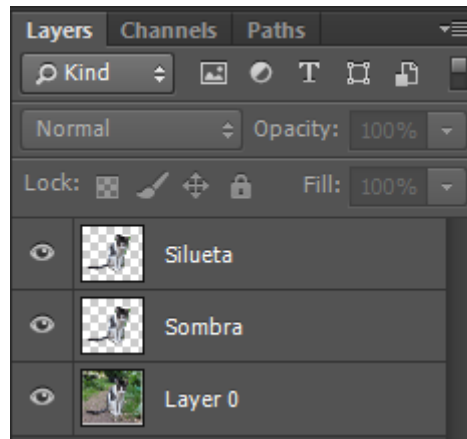 Layers Channels Paths
Kind T
Normal Opacity: 100%
Lock: Fill: 100%
Silueta
Sombra
Layer 0